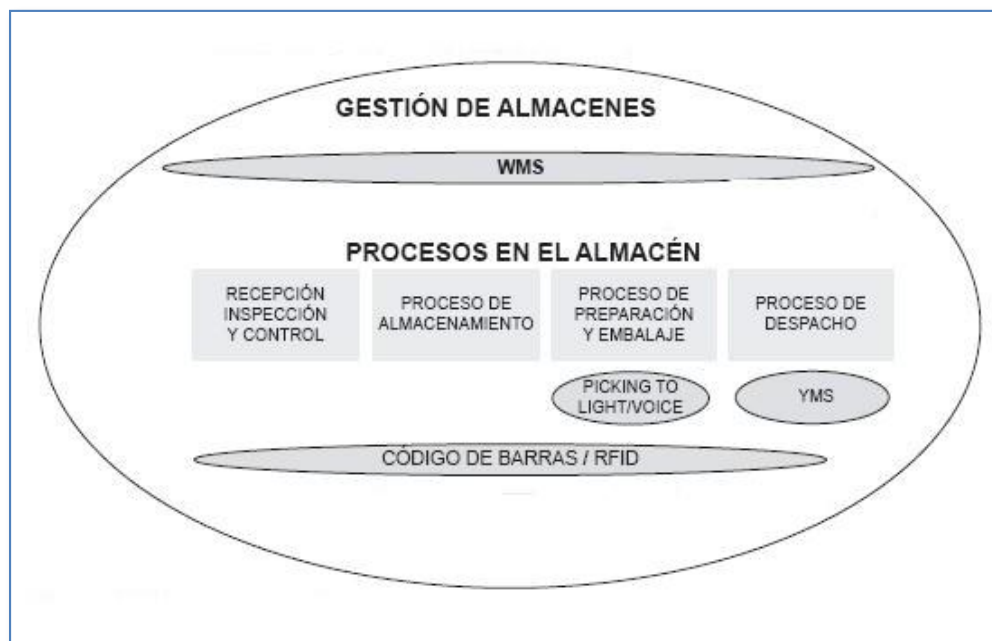 GESTIÓN DE ALMACENES
WMS
PROCESOS EN EL ALMACÉN
RECEPCIÓN
INSPECCIÓN
Y CONTROL
PROCESO DE
ALMACENAMIENTO
PROCESO DE
PREPARACIÓN
Y EMBALAJE
PROCESO DE
DESPACHO
PICKING TO
LIGHT/VOICE
YMS
CÓDIGO DE BARRAS / RFID